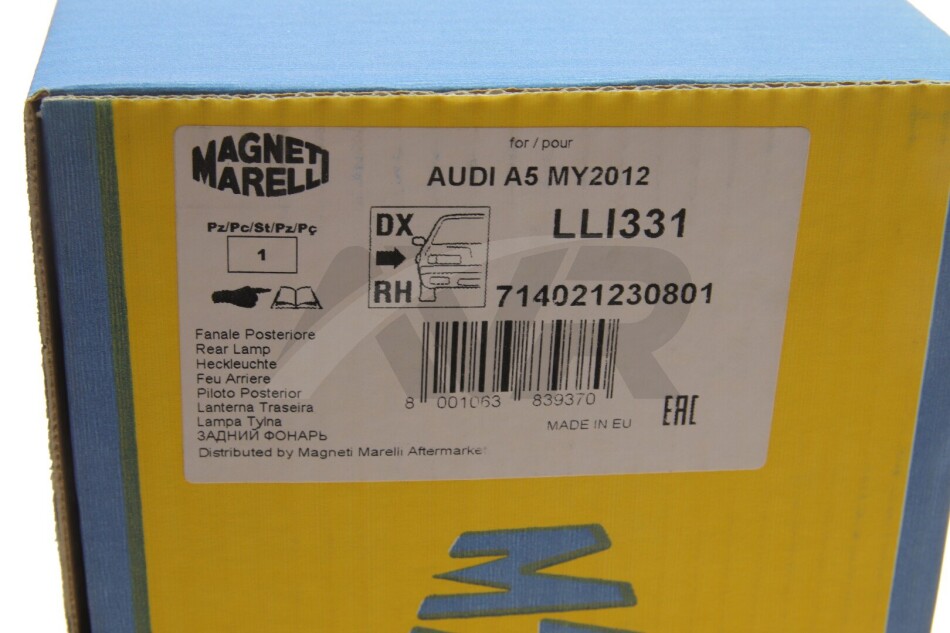 MAGNETI
MARELLI
for / pour
AUDI A5 MY2012
Pz/Pc/St/Pz/Pç
1
DX
RH
LLI331
714021230801
Fanale Posteriore
Rear Lamp
Heckleuchte
Feu Arriere
Piloto Posterior
Lanterna Traseira
Lampa Tylna
ЗАДНИЙ ФОНАРЬ
Distributed by Magneti Marelli Aftermarket
8 001063 839370
MADE IN EU
EAC
AVR